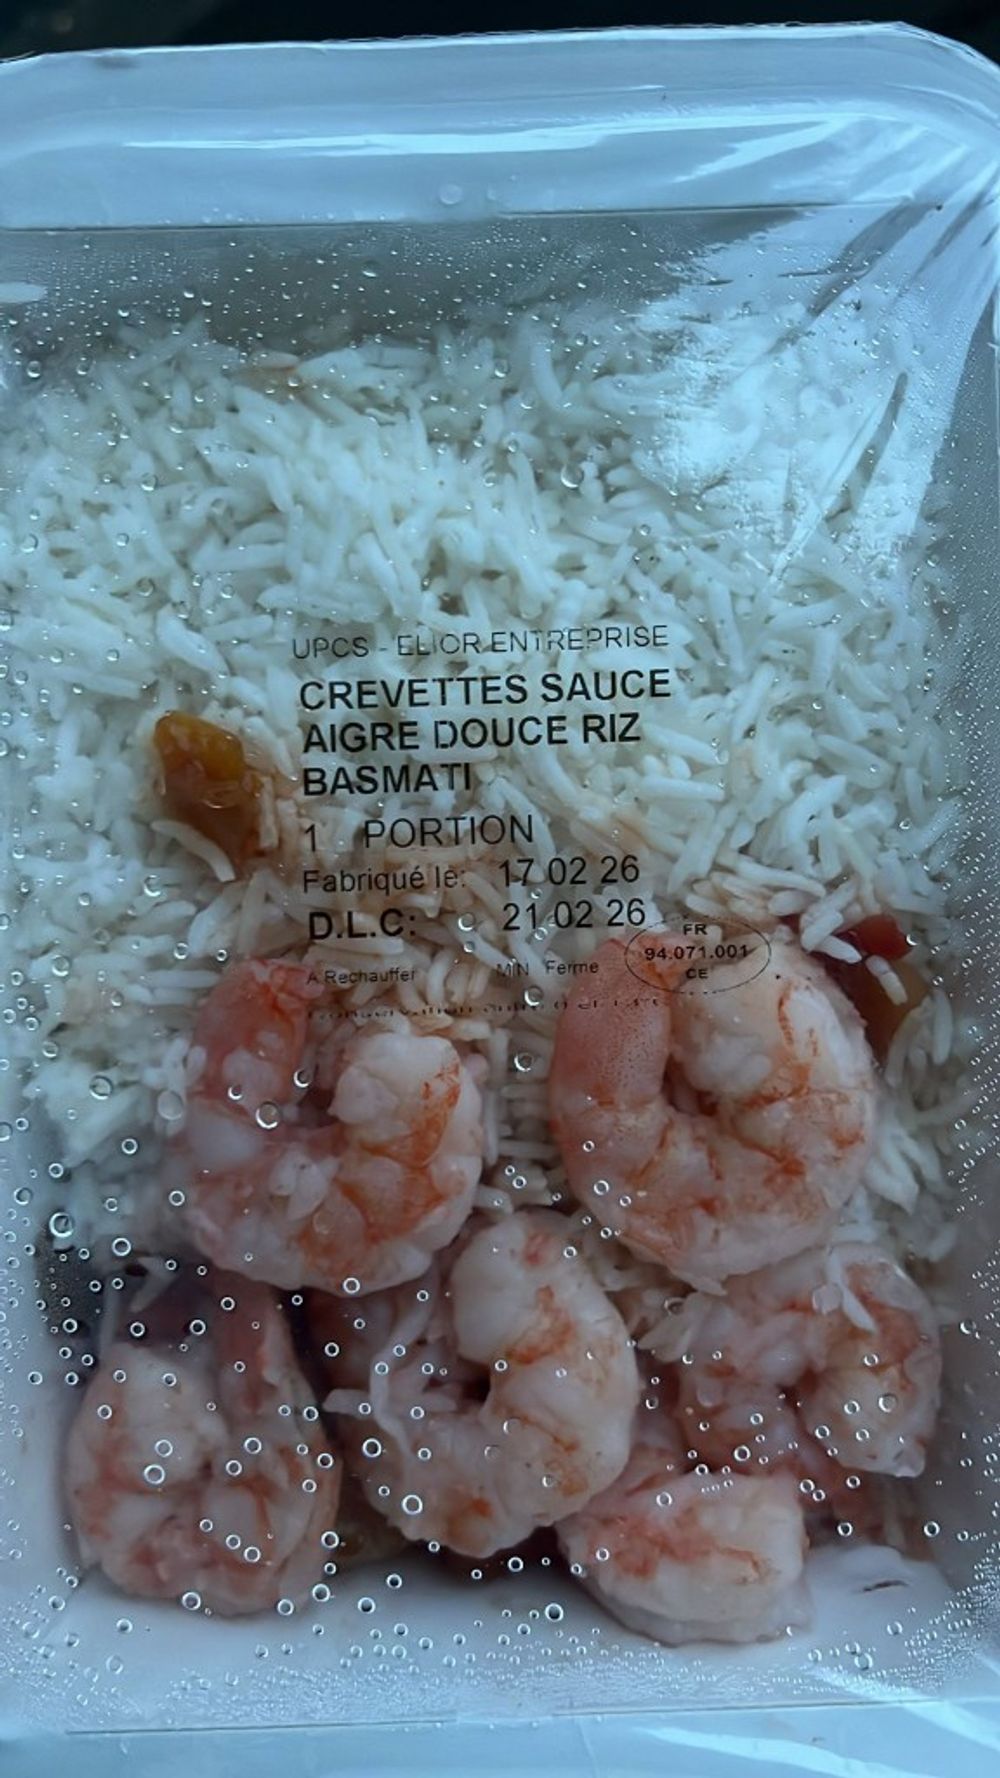 UPCS - ELIOR ENTREPRISE
CREVETTES SAUCE
AIGRE DOUCE RIZ
BASMATI
1 PORTION
Fabriqué le: 17 02 26
D.L.C: 21 02 26
FR
94.071.001
CE
A Rechauffer MIN Ferme